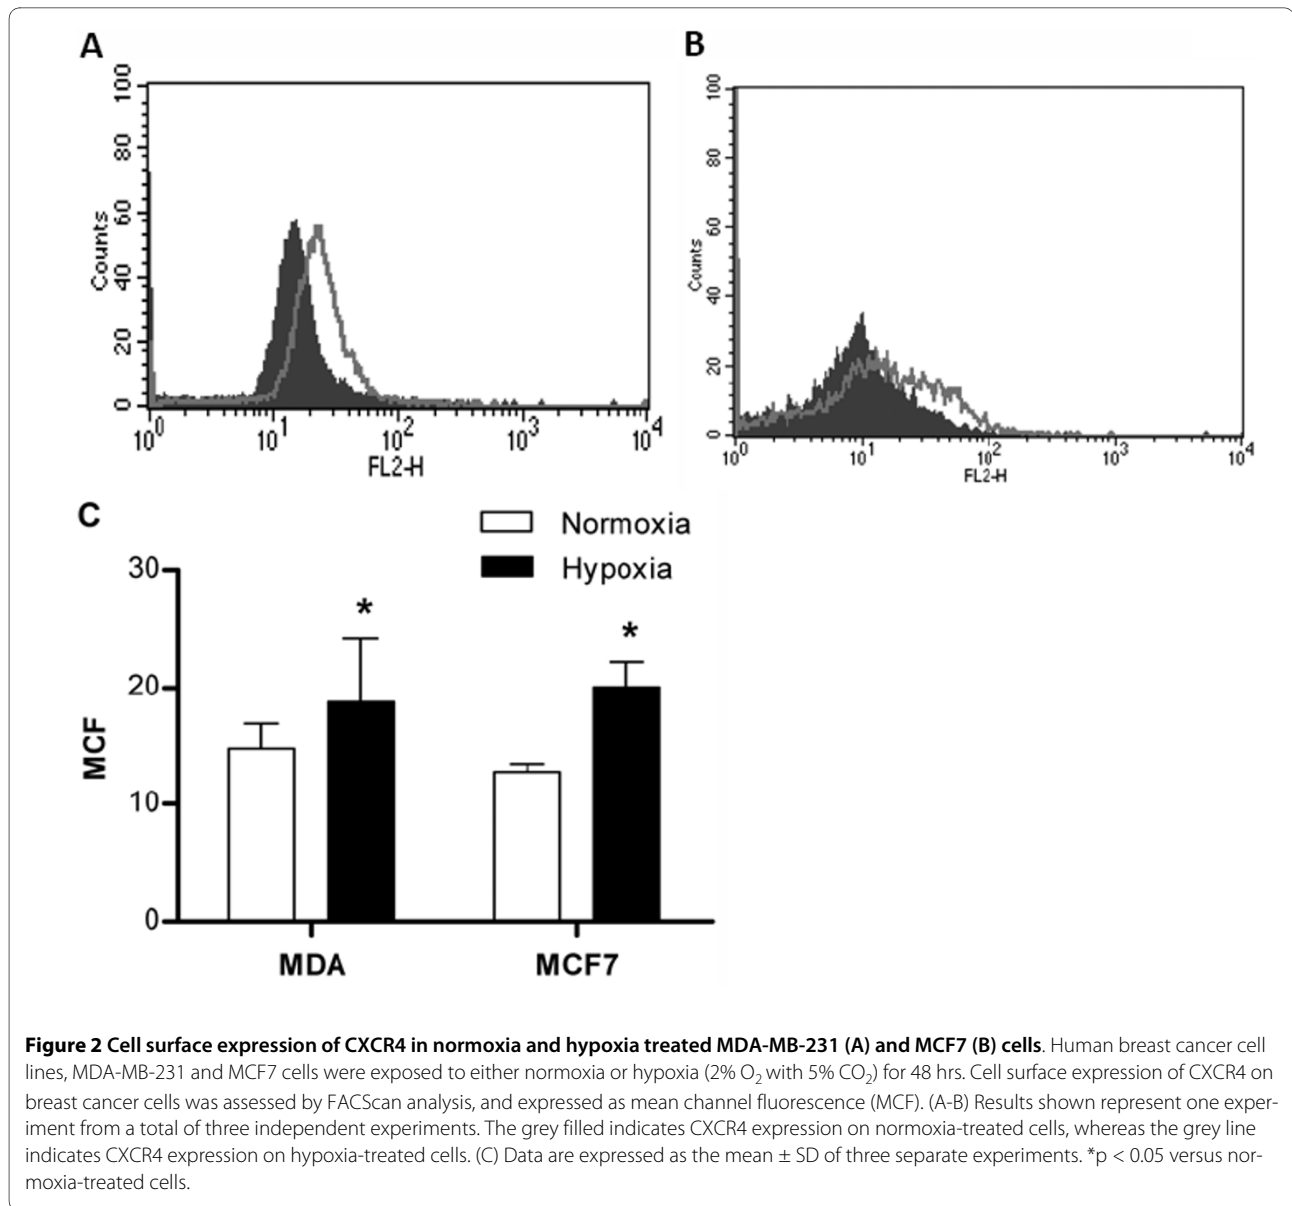 A
B
100
80
60
40
20
0
Counts
10^0 10^1 10^2 10^3 10^4
FL2-H
100
80
60
40
20
0
Counts
10^0 10^1 10^2 10^3 10^4
FL2-H
C
Normoxia
Hypoxia
30
20
10
0
MCF
*
*
MDA MCF7
Figure 2 Cell surface expression of CXCR4 in normoxia and hypoxia treated MDA-MB-231 (A) and MCF7 (B) cells. Human breast cancer cell
lines, MDA-MB-231 and MCF7 cells were exposed to either normoxia or hypoxia (2% O₂ with 5% CO₂) for 48 hrs. Cell surface expression of CXCR4 on
breast cancer cells was assessed by FACScan analysis, and expressed as mean channel fluorescence (MCF). (A-B) Results shown represent one exper-
iment from a total of three independent experiments. The grey filled indicates CXCR4 expression on normoxia-treated cells, whereas the grey line
indicates CXCR4 expression on hypoxia-treated cells. (C) Data are expressed as the mean ± SD of three separate experiments. *p < 0.05 versus nor-
moxia-treated cells.